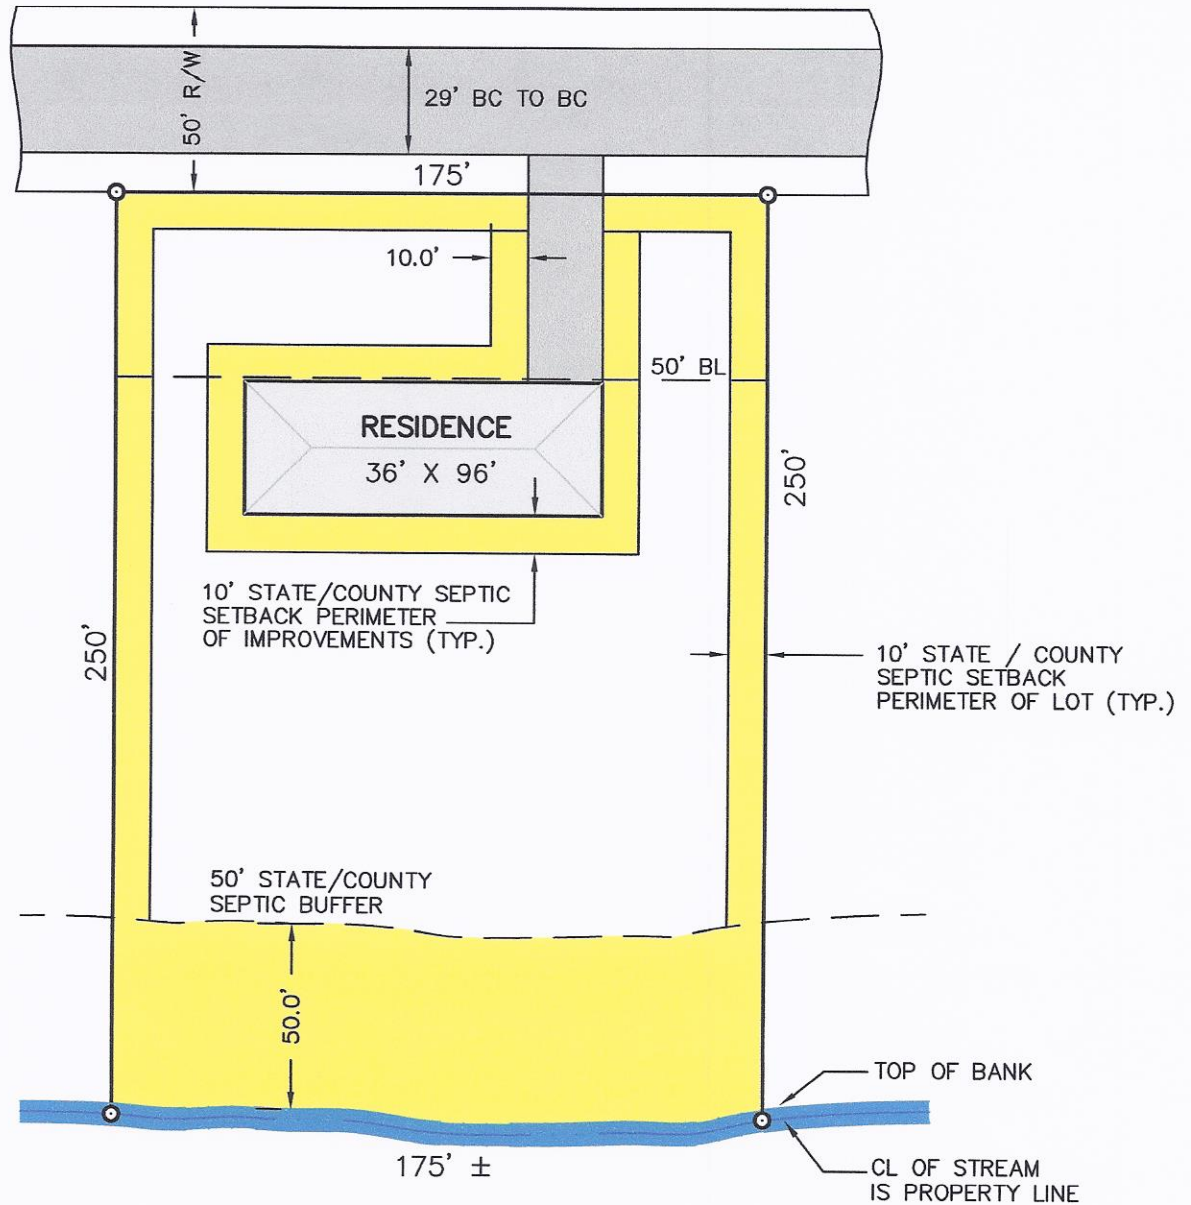 50' R/W
29' BC TO BC
175'
10.0'
50' BL
RESIDENCE
36' X 96'
250'
250'
10' STATE/COUNTY SEPTIC
SETBACK PERIMETER
OF IMPROVEMENTS (TYP.)
10' STATE / COUNTY
SEPTIC SETBACK
PERIMETER OF LOT (TYP.)
50' STATE/COUNTY
SEPTIC BUFFER
50.0'
TOP OF BANK
175' ±
CL OF STREAM
IS PROPERTY LINE